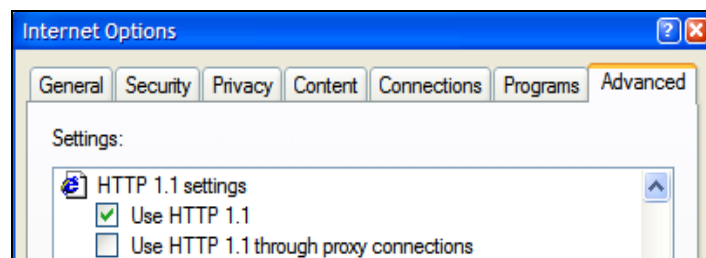 Internet Options
General Security Privacy Content Connections Programs Advanced
Settings:
HTTP 1.1 settings
Use HTTP 1.1
Use HTTP 1.1 through proxy connections